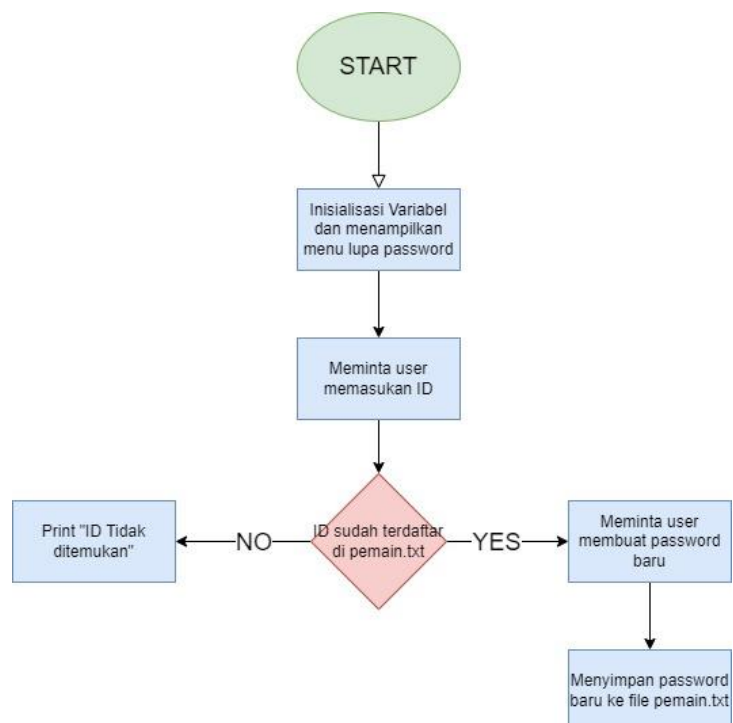 START
Inisialisasi Variabel
dan menampilkan
menu lupa password
Meminta user
memasukan ID
ID sudah terdaftar
di pemain.txt
NO
Print "ID Tidak
ditemukan"
YES
Meminta user
membuat password
baru
Menyimpan password
baru ke file pemain.txt